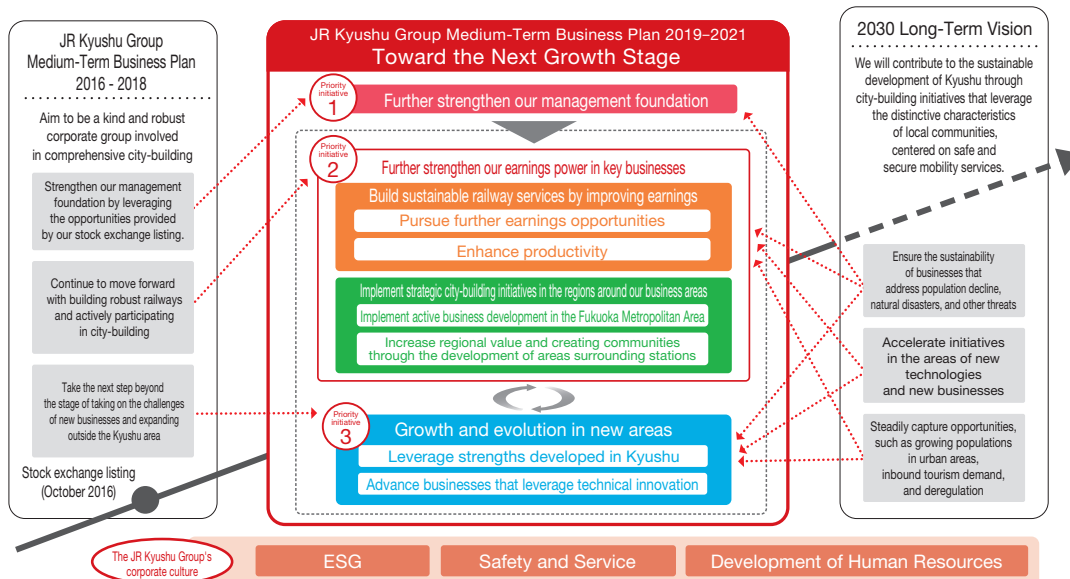 JR Kyushu Group
Medium-Term Business Plan
2016 - 2018
Aim to be a kind and robust
corporate group involved
in comprehensive city-building
Strengthen our management
foundation by leveraging
the opportunities provided
by our stock exchange listing.
Continue to move forward
with building robust railways
and actively participating
in city-building
Take the next step beyond
the stage of taking on the challenges
of new businesses and expanding
outside the Kyushu area
Stock exchange listing
(October 2016)
JR Kyushu Group Medium-Term Business Plan 2019–2021
Toward the Next Growth Stage
Priority
initiative
1
Further strengthen our management foundation
Priority
initiative
2
Further strengthen our earnings power in key businesses
Build sustainable railway services by improving earnings
Pursue further earnings opportunities
Enhance productivity
Implement strategic city-building initiatives in the regions around our business areas
Implement active business development in the Fukuoka Metropolitan Area
Increase regional value and creating communities
through the development of areas surrounding stations
Priority
initiative
3
Growth and evolution in new areas
Leverage strengths developed in Kyushu
Advance businesses that leverage technical innovation
2030 Long-Term Vision
We will contribute to the sustainable
development of Kyushu through
city-building initiatives that leverage
the distinctive characteristics
of local communities,
centered on safe and
secure mobility services.
Ensure the sustainability
of businesses that
address population decline,
natural disasters, and other threats
Accelerate initiatives
in the areas of new
technologies
and new businesses
Steadily capture opportunities,
such as growing populations
in urban areas,
inbound tourism demand,
and deregulation
The JR Kyushu Group's
corporate culture
ESG
Safety and Service
Development of Human Resources